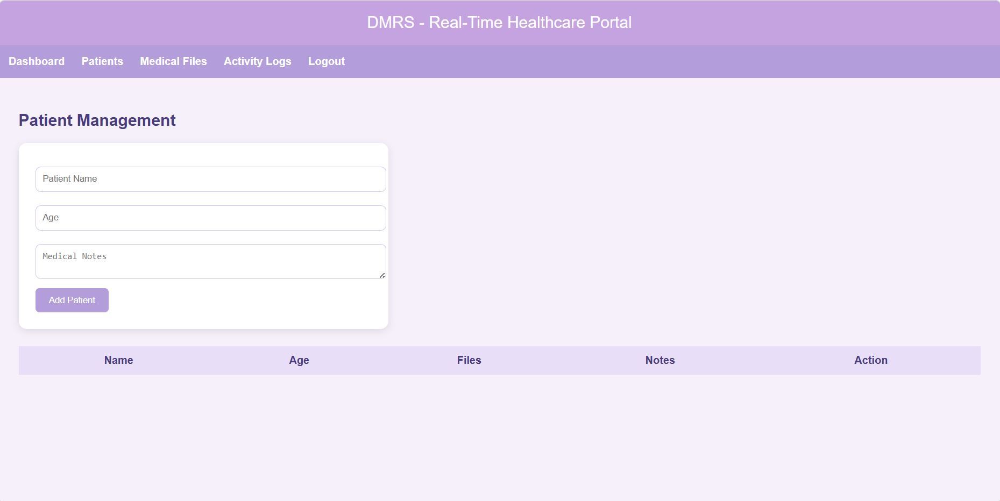 DMRS - Real-Time Healthcare Portal
Dashboard Patients Medical Files Activity Logs Logout
Patient Management
Patient Name
Age
Medical Notes
Add Patient
Name Age Files Notes Action